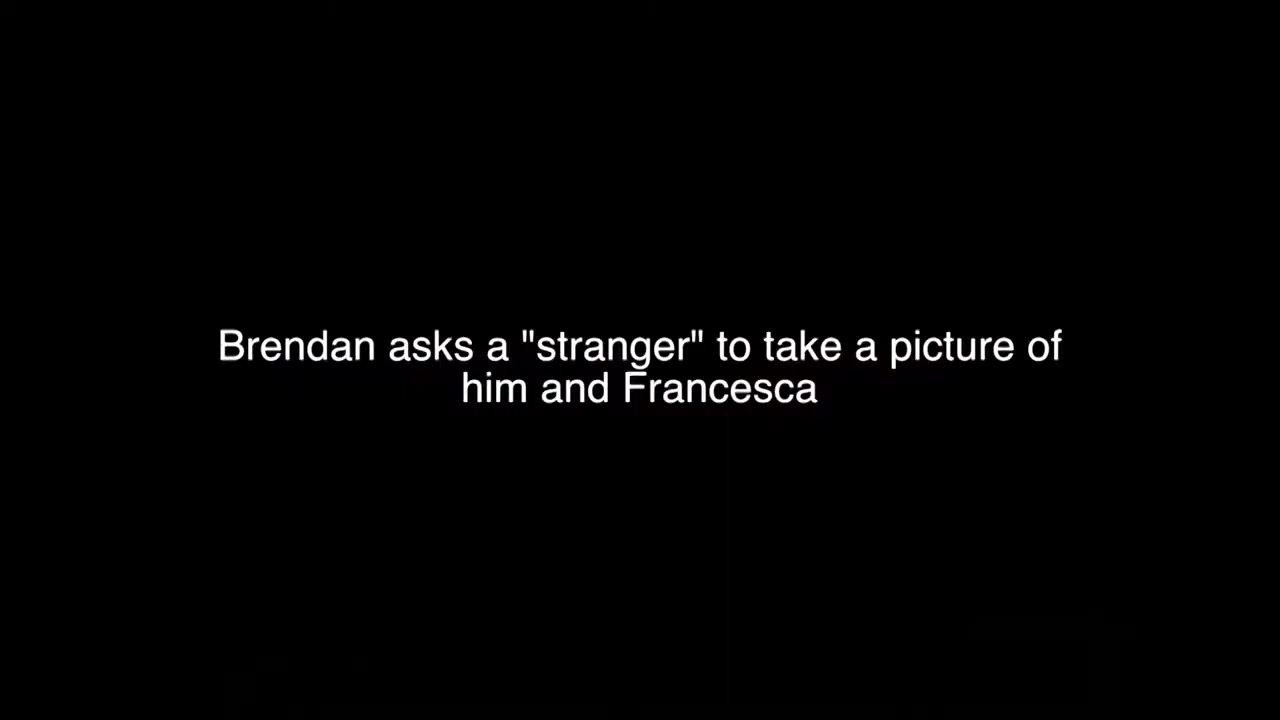 Brendan asks a "stranger" to take a picture of
him and Francesca